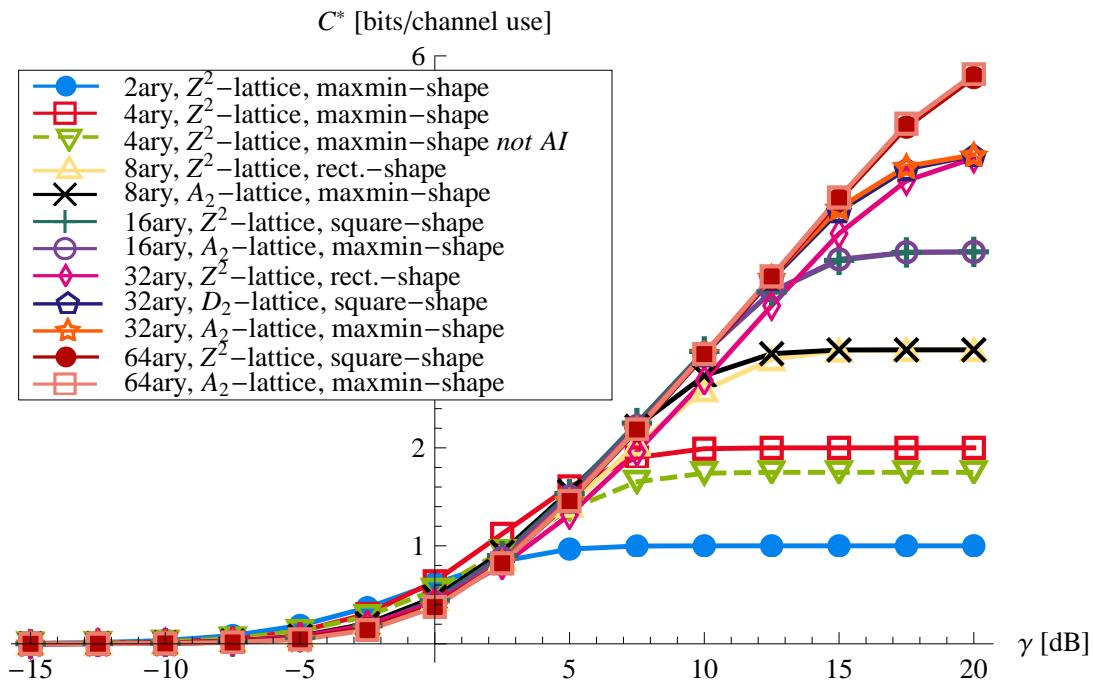 C* [bits/channel use]
6
2ary, Z²−lattice, maxmin−shape
4ary, Z²−lattice, maxmin−shape
4ary, Z²−lattice, maxmin−shape not AI
8ary, Z²−lattice, rect.−shape
8ary, A₂−lattice, maxmin−shape
16ary, Z²−lattice, square−shape
16ary, A₂−lattice, maxmin−shape
32ary, Z²−lattice, rect.−shape
32ary, D₂−lattice, square−shape
32ary, A₂−lattice, maxmin−shape
64ary, Z²−lattice, square−shape
64ary, A₂−lattice, maxmin−shape
2
1
−15 −10 −5 5 10 15 20 γ [dB]